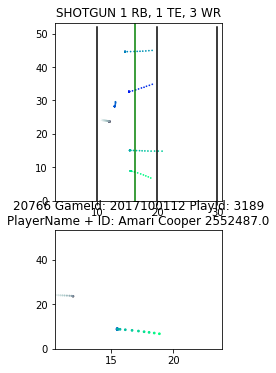 SHOTGUN 1 RB, 1 TE, 3 WR
50
40
30
20
10
0
10 20 30
20766 GameId: 2017100112 PlayId: 3189
PlayerName + ID: Amari Cooper 2552487.0
40
20
0
15 20